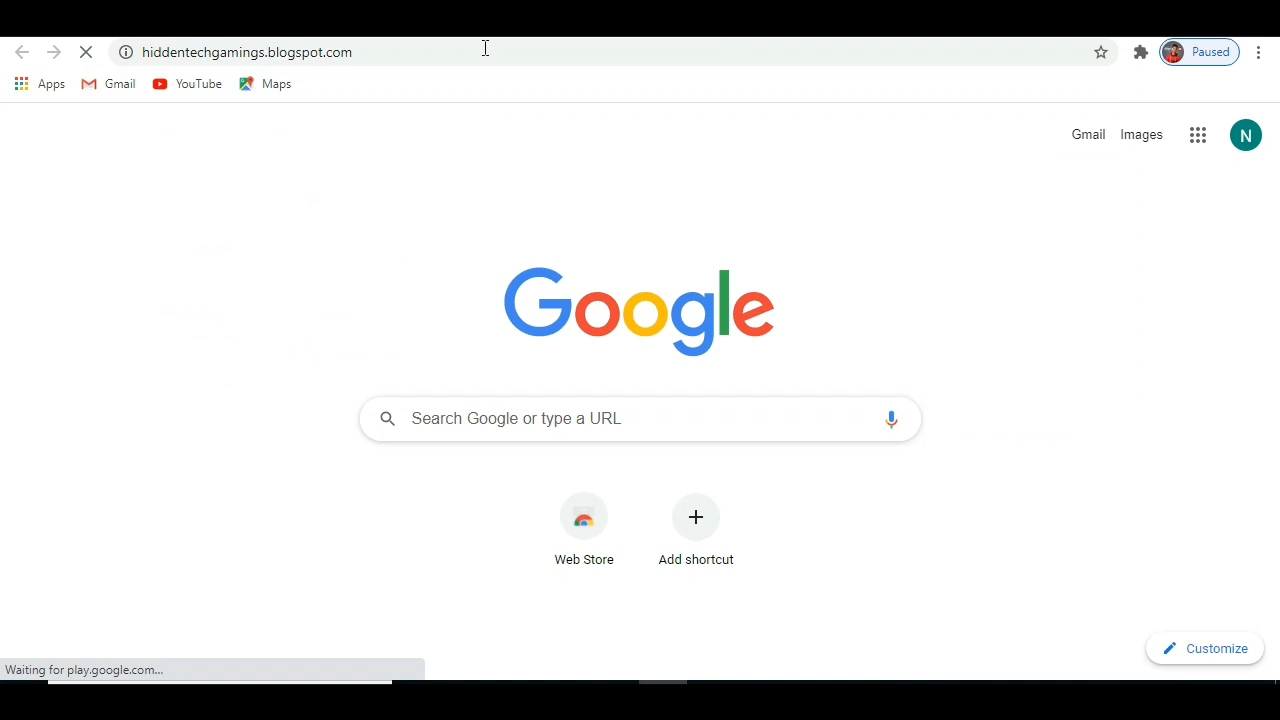 hiddentechgamings.blogspot.com
Paused
Apps
Gmail
YouTube
Maps
Gmail
Images
N
Google
Search Google or type a URL
Web Store
Add shortcut
Customize
Waiting for play.google.com...